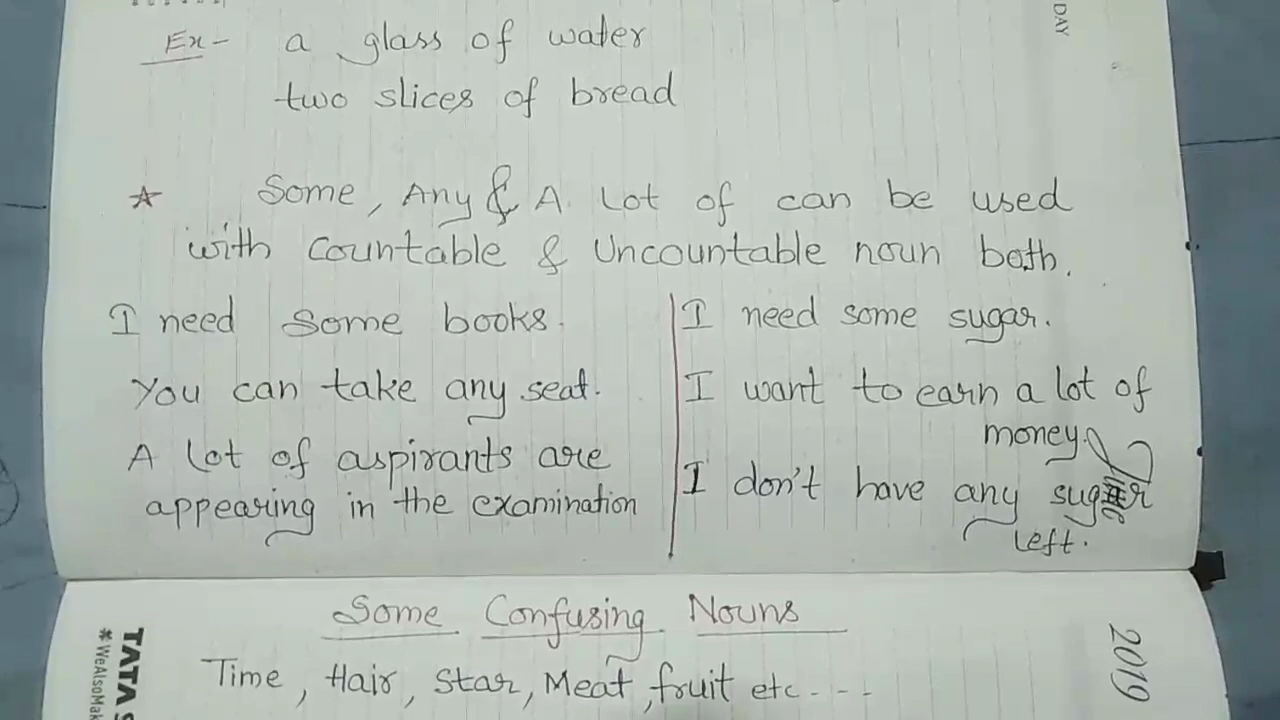 DAY
Ex- a glass of water
two slices of bread
☆ Some, Any & A Lot of can be used
with countable & Uncountable noun both.
I need some books.
You can take any seat.
A Lot of aspirants are
appearing in the examination
I need some sugar.
I want to earn a lot of
money.
I don't have any sugar
left.
Some Confusing Nouns
Time, Hair, Star, Meat, fruit etc----
TATA
*WeAlsoMak
2019